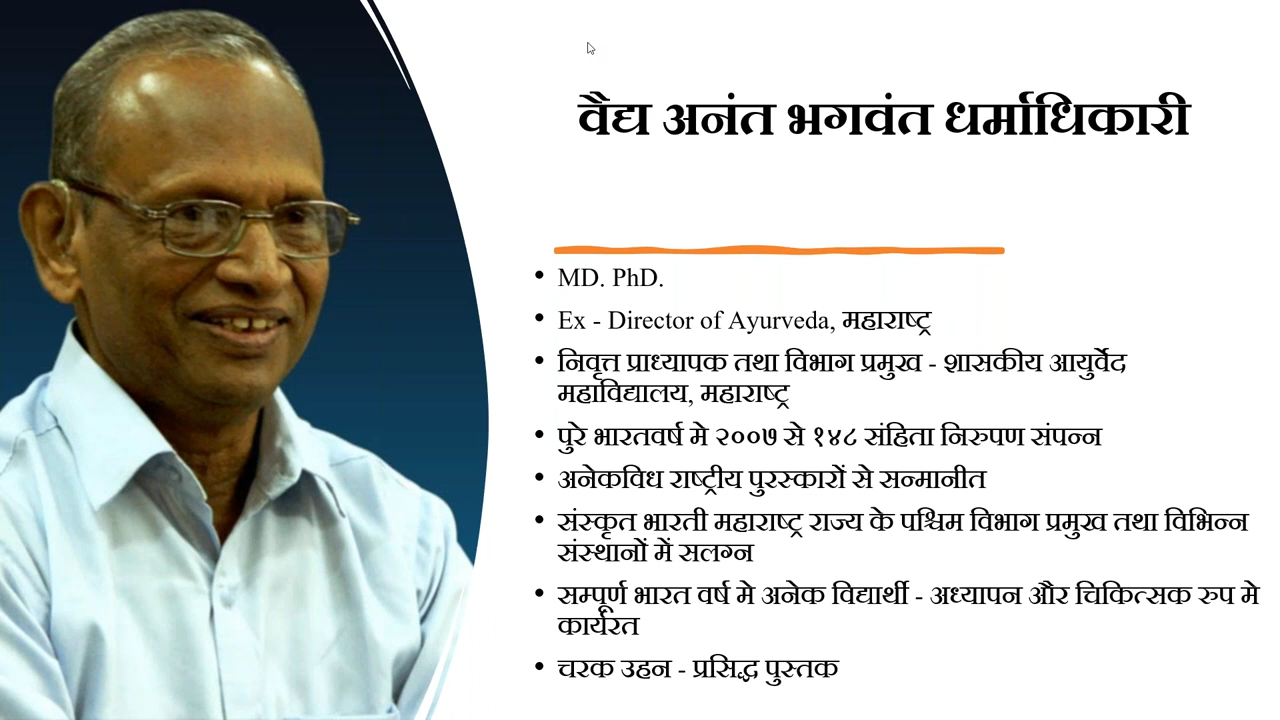 वैद्य अनंत भगवंत धर्माधिकारी
• MD. PhD.
• Ex - Director of Ayurveda, महाराष्ट्र
• निवृत्त प्राध्यापक तथा विभाग प्रमुख - शासकीय आयुर्वेद
महाविद्यालय, महाराष्ट्र
• पुरे भारतवर्ष मे २००७ से १४८ संहिता निरुपण संपन्न
• अनेकविध राष्ट्रीय पुरस्कारों से सन्मानीत
• संस्कृत भारती महाराष्ट्र राज्य के पश्चिम विभाग प्रमुख तथा विभिन्न
संस्थानों में सलग्न
• सम्पूर्ण भारत वर्ष मे अनेक विद्यार्थी - अध्यापन और चिकित्सक रुप मे
कार्यरत
• चरक उहन - प्रसिद्ध पुस्तक